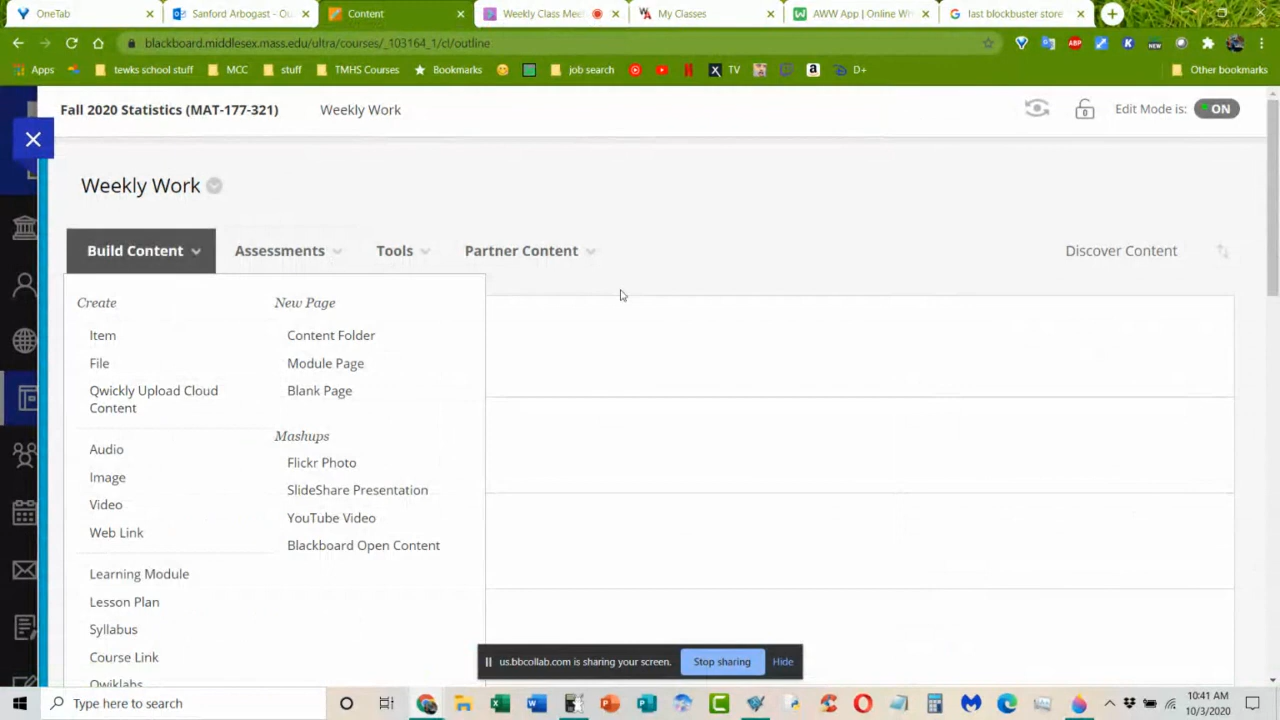 OneTab
Sanford Arbogast - Ou
Content
Weekly Class Mee
My Classes
AWW App | Online Wh
last blockbuster store
blackboard.middlesex.mass.edu/ultra/courses/_103164_1/cl/outline
Apps
tewks school stuff
MCC
stuff
TMHS Courses
Bookmarks
job search
TV
D+
Other bookmarks
Fall 2020 Statistics (MAT-177-321)
Weekly Work
Edit Mode is:
ON
Weekly Work
Build Content
Assessments
Tools
Partner Content
Discover Content
Create
Item
File
Qwickly Upload Cloud
Content
Audio
Image
Video
Web Link
Learning Module
Lesson Plan
Syllabus
Course Link
Qwiklabs
New Page
Content Folder
Module Page
Blank Page
Mashups
Flickr Photo
SlideShare Presentation
YouTube Video
Blackboard Open Content
us.bbcollab.com is sharing your screen.
Stop sharing
Hide
Type here to search
10:41 AM
10/3/2020